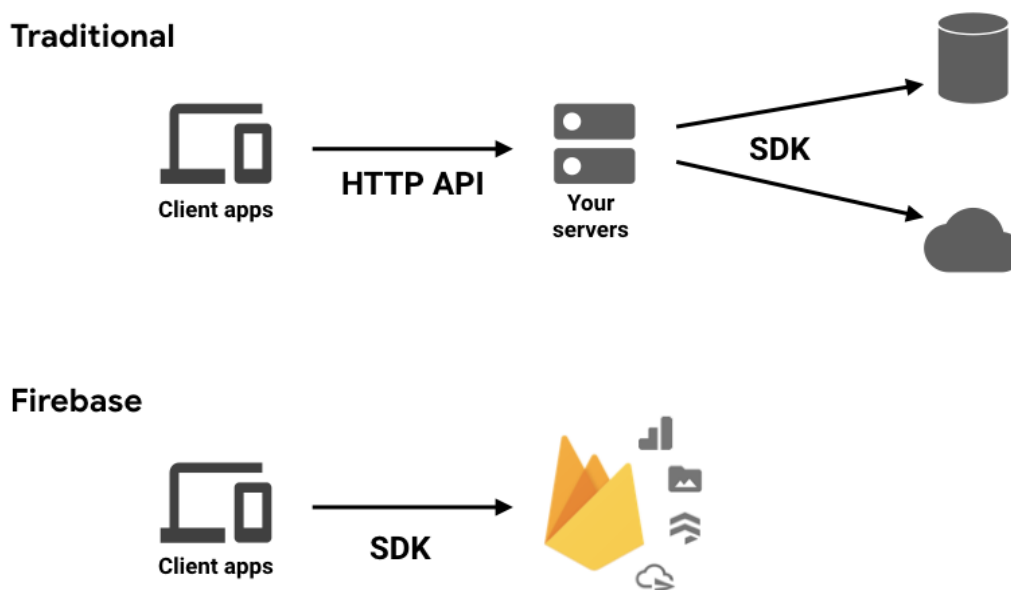 Traditional
Client apps
HTTP API
Your
servers
SDK
Firebase
Client apps
SDK